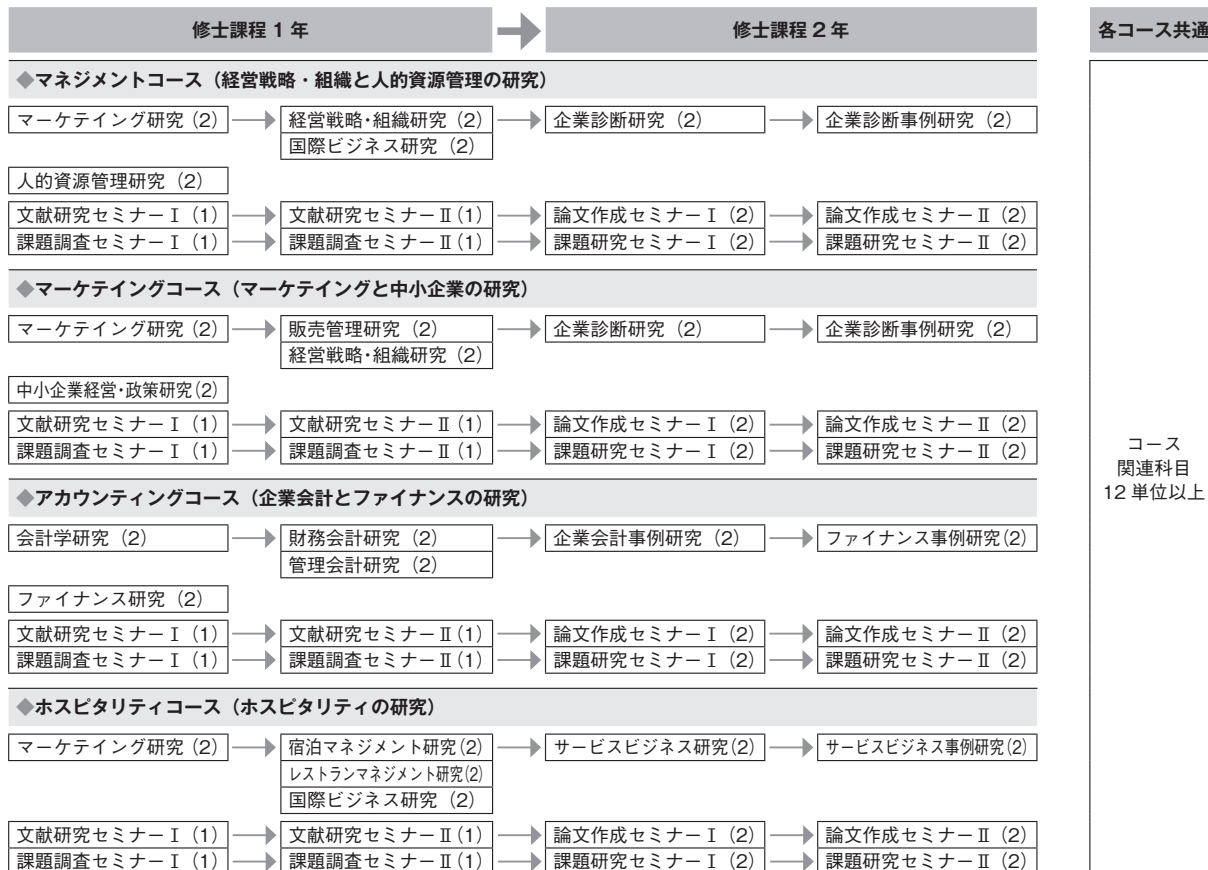 修士課程 1 年
修士課程 2 年
各コース共通
◆マネジメントコース（経営戦略・組織と人的資源管理の研究）
マーケテイング研究（2）
経営戦略・組織研究（2）
企業診断研究（2）
企業診断事例研究（2）
国際ビジネス研究（2）
人的資源管理研究（2）
文献研究セミナーⅠ（1）
文献研究セミナーⅡ（1）
論文作成セミナーⅠ（2）
論文作成セミナーⅡ（2）
課題調査セミナーⅠ（1）
課題調査セミナーⅡ（1）
課題研究セミナーⅠ（2）
課題研究セミナーⅡ（2）
◆マーケテイングコース（マーケテイングと中小企業の研究）
マーケテイング研究（2）
販売管理研究（2）
企業診断研究（2）
企業診断事例研究（2）
経営戦略・組織研究（2）
中小企業経営・政策研究（2）
文献研究セミナーⅠ（1）
文献研究セミナーⅡ（1）
論文作成セミナーⅠ（2）
論文作成セミナーⅡ（2）
課題調査セミナーⅠ（1）
課題調査セミナーⅡ（1）
課題研究セミナーⅠ（2）
課題研究セミナーⅡ（2）
◆アカウンティングコース（企業会計とファイナンスの研究）
会計学研究（2）
財務会計研究（2）
企業会計事例研究（2）
ファイナンス事例研究（2）
管理会計研究（2）
ファイナンス研究（2）
文献研究セミナーⅠ（1）
文献研究セミナーⅡ（1）
論文作成セミナーⅠ（2）
論文作成セミナーⅡ（2）
課題調査セミナーⅠ（1）
課題調査セミナーⅡ（1）
課題研究セミナーⅠ（2）
課題研究セミナーⅡ（2）
◆ホスピタリティコース（ホスピタリティの研究）
マーケテイング研究（2）
宿泊マネジメント研究（2）
サービスビジネス研究（2）
サービスビジネス事例研究（2）
レストランマネジメント研究（2）
国際ビジネス研究（2）
文献研究セミナーⅠ（1）
文献研究セミナーⅡ（1）
論文作成セミナーⅠ（2）
論文作成セミナーⅡ（2）
課題調査セミナーⅠ（1）
課題調査セミナーⅡ（1）
課題研究セミナーⅠ（2）
課題研究セミナーⅡ（2）
コース
関連科目
12 単位以上